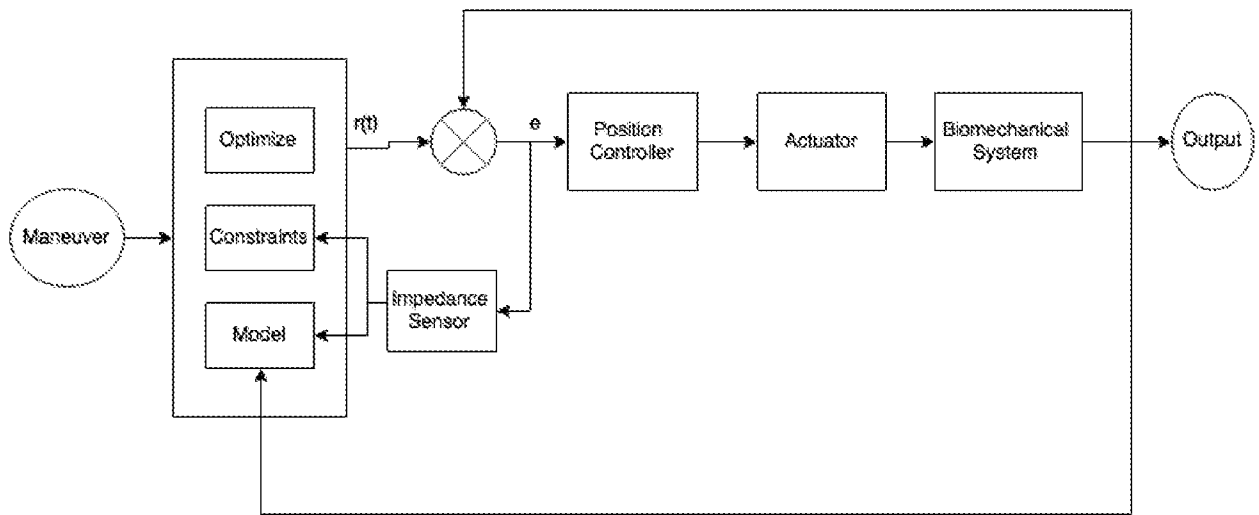 Maneuver
Optimize
Constraints
Model
r(t)
e
Impedance
Sensor
Position
Controller
Actuator
Biomechanical
System
Output